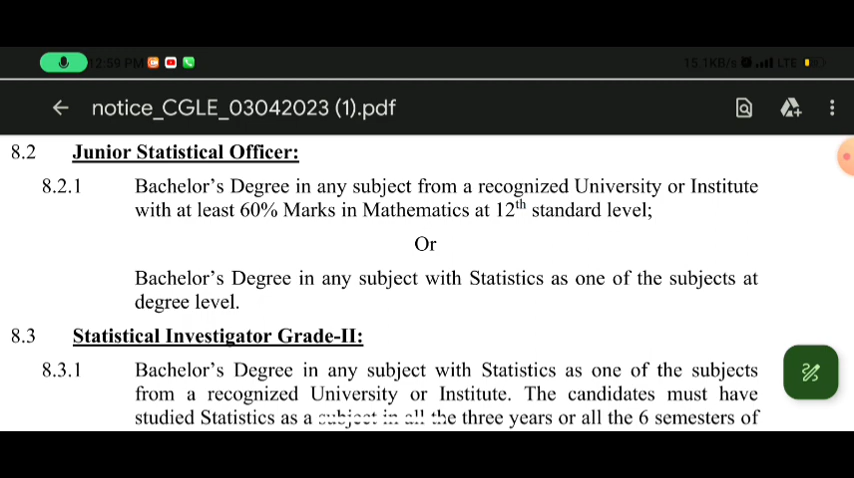 12:59 PM
15.1KB/s LTE
notice_CGLE_03042023 (1).pdf
8.2 Junior Statistical Officer:
8.2.1 Bachelor's Degree in any subject from a recognized University or Institute
with at least 60% Marks in Mathematics at 12th standard level;
Or
Bachelor's Degree in any subject with Statistics as one of the subjects at
degree level.
8.3 Statistical Investigator Grade-II:
8.3.1 Bachelor's Degree in any subject with Statistics as one of the subjects
from a recognized University or Institute. The candidates must have
studied Statistics as a subject in all the three years or all the 6 semesters of